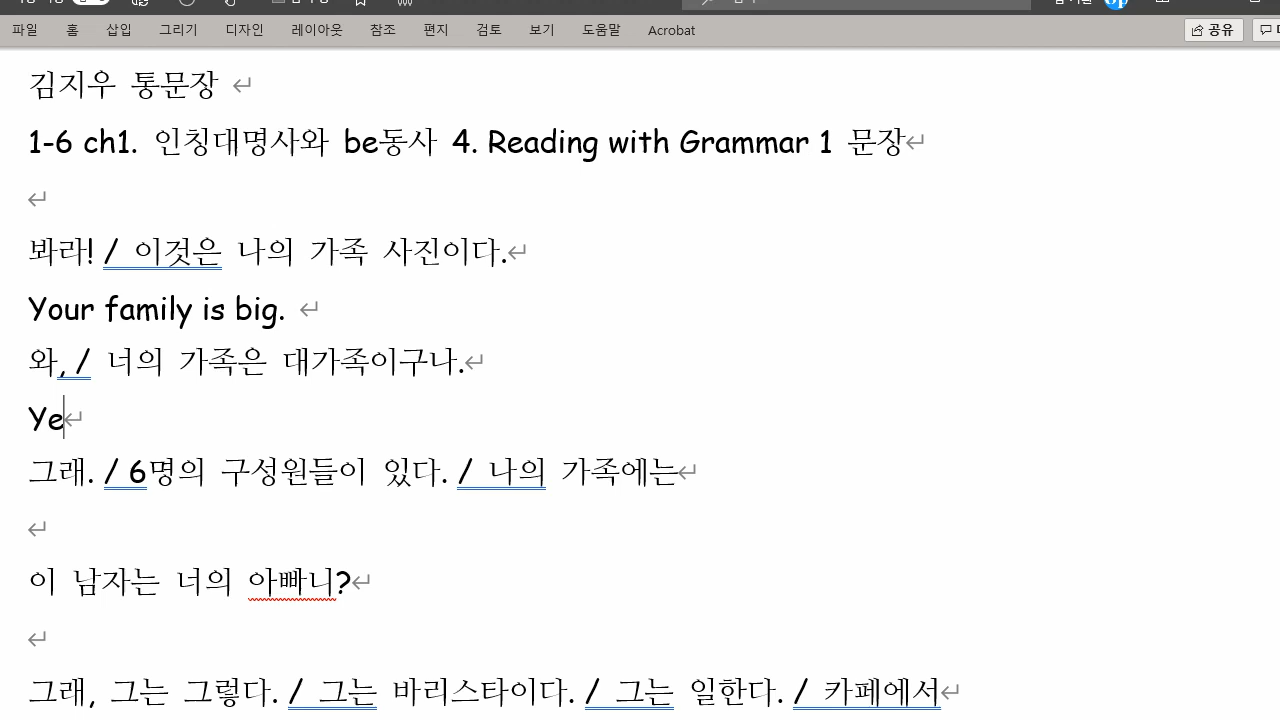 파일 홈 삽입 그리기 디자인 레이아웃 참조 편지 검토 보기 도움말 Acrobat 공유
김지우 통문장
1-6 ch1. 인칭대명사와 be동사 4. Reading with Grammar 1 문장
봐라! / 이것은 나의 가족 사진이다.
Your family is big.
와, / 너의 가족은 대가족이구나.
Ye
그래. / 6명의 구성원들이 있다. / 나의 가족에는
이 남자는 너의 아빠니?
그래, 그는 그렇다. / 그는 바리스타이다. / 그는 일한다. / 카페에서